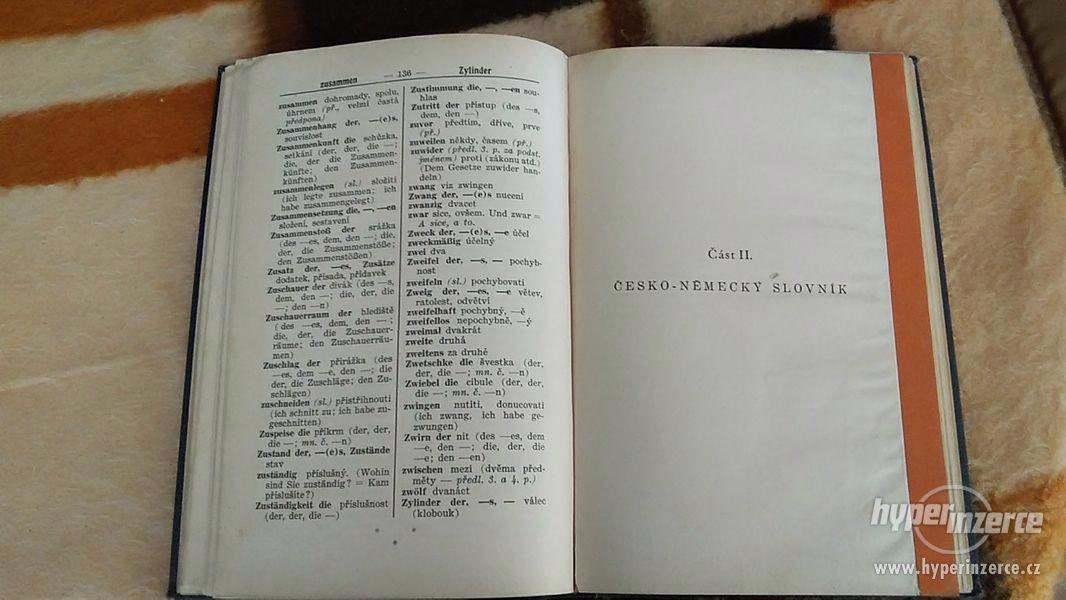 zusammen — 136 — Zylinder
zusammen dohromady, spolu,
úhrnem (př., velmi častá
předpona)
Zusammenhang der, —(e)s,
souvislost
Zusammenkunft die schůzka,
setkání (der, der, die —;
die, der die Zusammen-
künfte; den Zusammen-
künften)
zusammenlegen (sl.) složiti
(ich legte zusammen; ich
habe zusammengelegt)
Zusammensetzung die, —, —en
složení, sestavení
Zusammenstoß der srážka
(des —es, dem, den —; die,
der die Zusammenstöße;
den Zusammenstößen)
Zusatz der, —es, Zusätze
dodatek, přísada, přídavek
Zuschauer der divák (des —s,
dem, den —; die, der, die
—; den —n)
Zuschauerraum der hlediště
(des —es, dem, den —;
die, der, die Zuschauer-
räume; den Zuschauerräu-
men)
Zuschlag der přirážka (des
—es, dem —e, den —; die
der, die Zuschläge; den Zu-
schlägen)
zuschneiden (sl.) přistřihnouti
(ich schnitt zu; ich habe zu-
geschnitten)
Zuspeise die příkrm (der, der,
die —; mn. č. —n)
Zustand der, —(e)s, Zustände
stav
zuständig příslušný. (Wohin
sind Sie zuständig? = Kam
příslušíte?)
Zuständigkeit die příslušnost
(der, der, die —)
Zustimmung die, —, —en sou-
hlas
Zutritt der přístup (des —s,
dem, den —)
zuvor předtím, dříve, prve
(př.)
zuweilen někdy, časem (př.)
zuwider (předl. 3. p. za podst.
jménem) proti (zákonu atd.)
(Dem Gesetze zuwider han-
deln)
zwang viz zwingen
Zwang der, —(e)s nucení
zwanzig dvacet
zwar sice, ovšem. Und zwar =
A sice, a to.
Zweck der, —(e)s, —e účel
zweckmäßig účelný
zwei dva
Zweifel der, —s, — pochyb-
nost
zweifeln (sl.) pochybovati
Zweig der, —es, —e větev,
ratolest, odvětví
zweifelhaft pochybný, —ě
zweifellos nepochybně, —ý
zweimal dvakrát
zweite druhá
zweitens za druhé
Zwetschke die švestka (der,
der, die —; mn. č. —n)
Zwiebel die cibule (der, der,
die —; mn. č. —n)
zwingen nutiti, donucovati
(ich zwang, ich habe ge-
zwungen)
Zwirn der nit (des —es, dem
—e, den —; die, der, die
—e; den —en)
zwischen mezi (dvěma před-
měty — předl. 3. a 4. p.)
zwölf dvanáct
Zylinder der, —s, — válec
(klobouk)
Část II.
ČESKO-NĚMECKÝ SLOVNÍK
hyperinzerce
www.hyperinzerce.cz